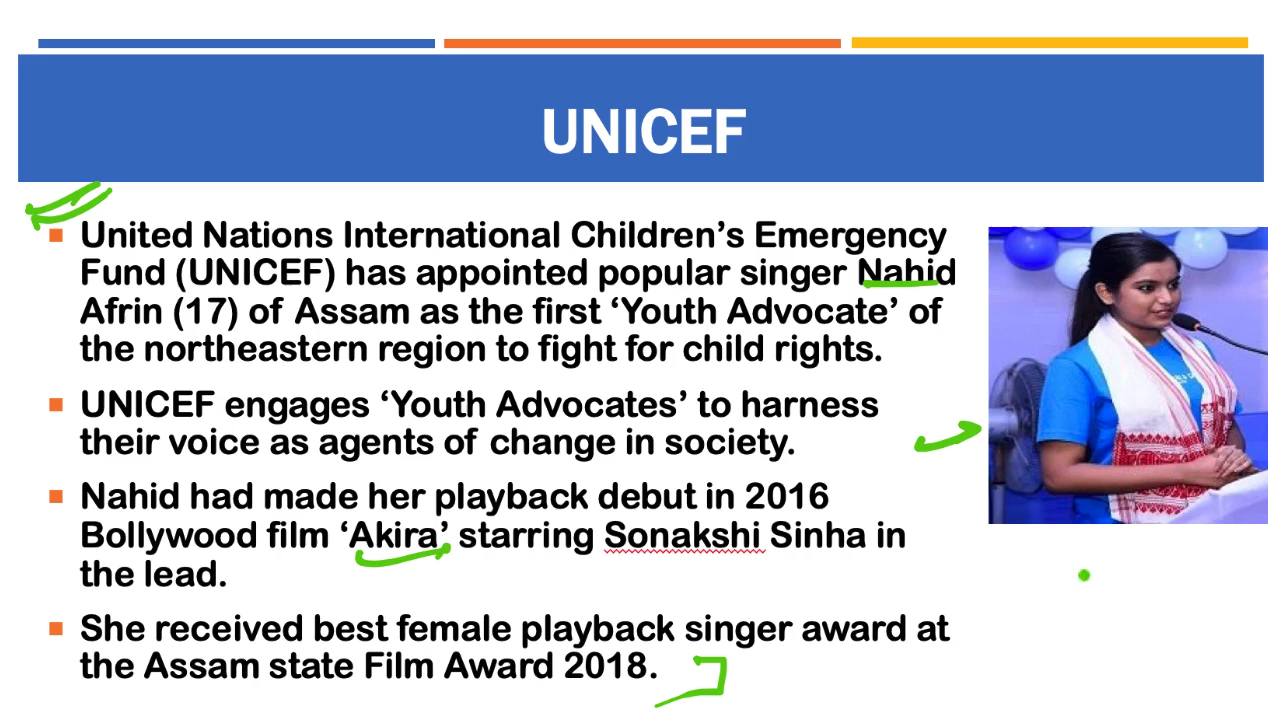 UNICEF
United Nations International Children’s Emergency
Fund (UNICEF) has appointed popular singer Nahid
Afrin (17) of Assam as the first ‘Youth Advocate’ of
the northeastern region to fight for child rights.
UNICEF engages ‘Youth Advocates’ to harness
their voice as agents of change in society.
Nahid had made her playback debut in 2016
Bollywood film ‘Akira’ starring Sonakshi Sinha in
the lead.
She received best female playback singer award at
the Assam state Film Award 2018.